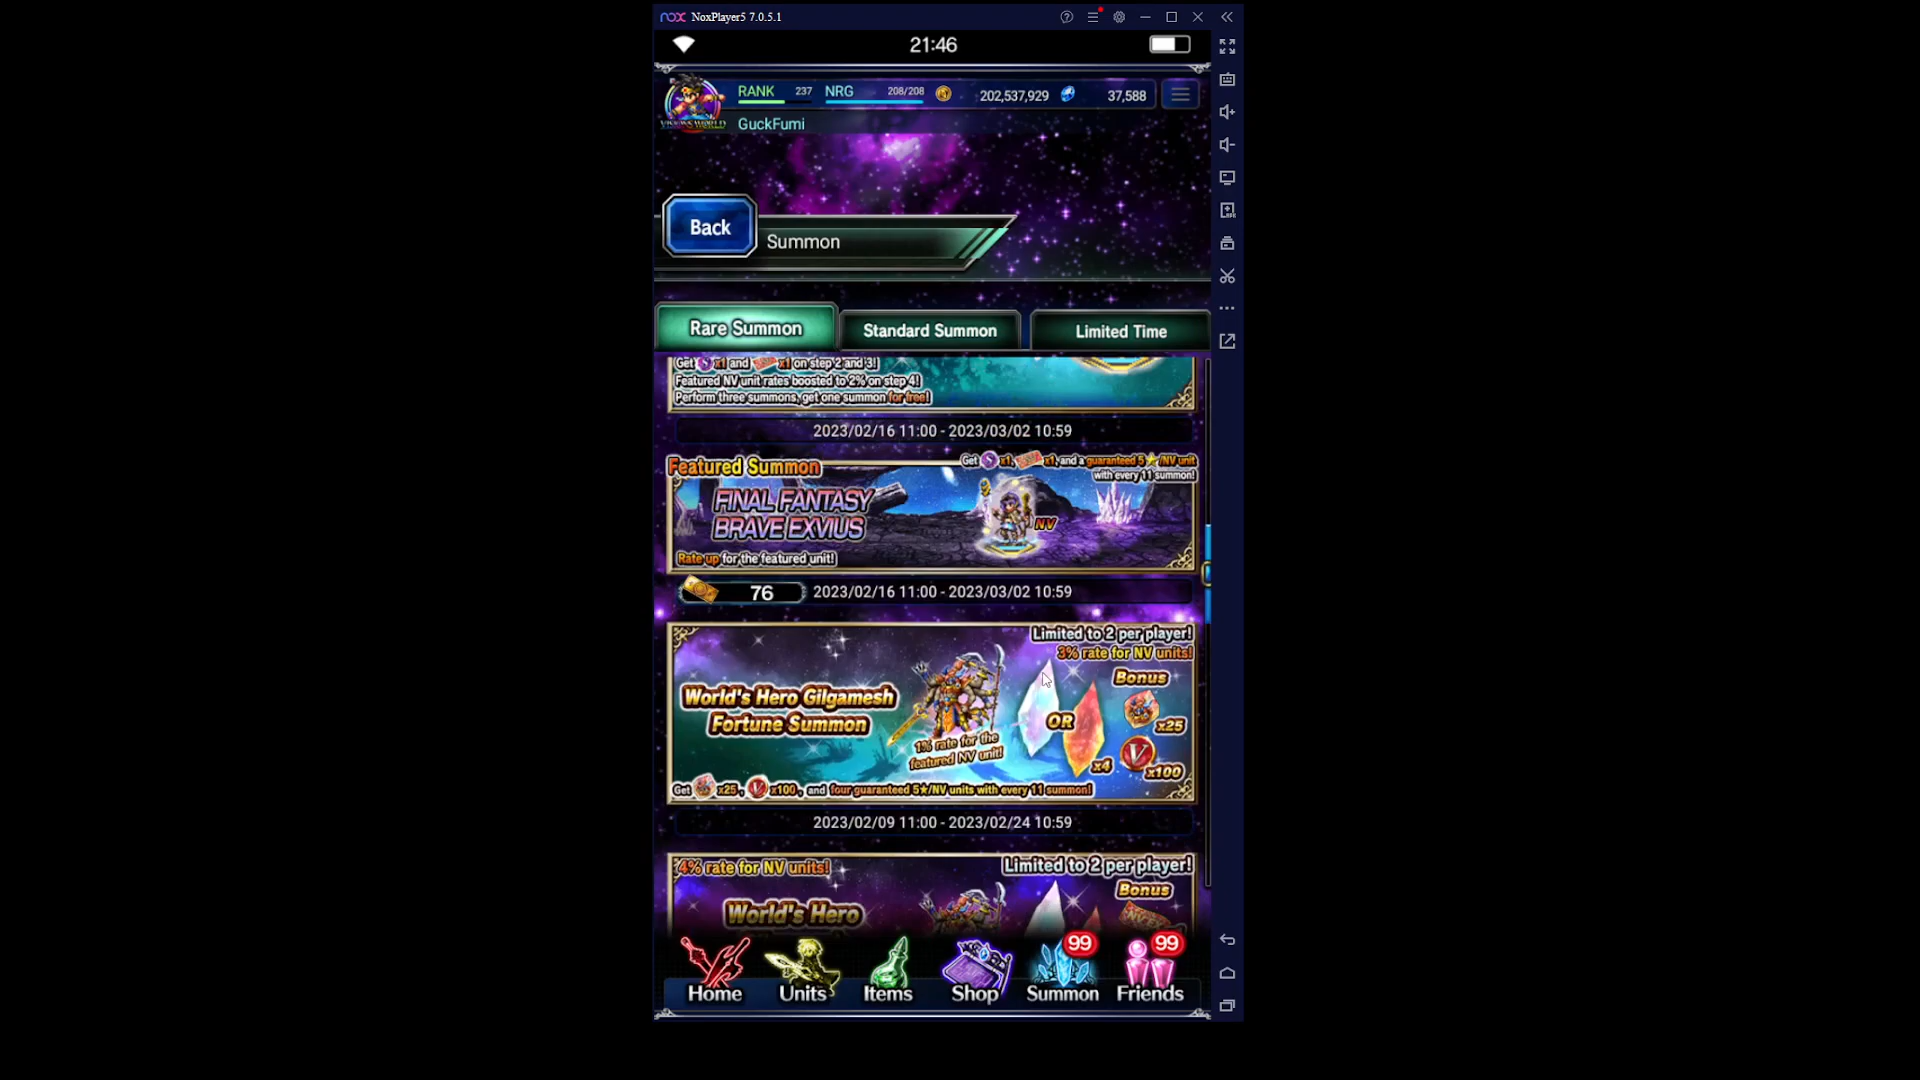 nox NoxPlayer5 7.0.5.1
21:46
RANK 237 NRG 208/208 202,537,929 37,588
VISIONS WORLD GuckFumi
Back
Summon
Rare Summon Standard Summon Limited Time
Get x1 and x1 on step 2 and 3!
Featured NV unit rates boosted to 2% on step 4!
Perform three summons, get one summon for free!
2023/02/16 11:00 - 2023/03/02 10:59
Featured Summon
Get S x1, x1, and a guaranteed 5★/NV unit
with every 11 summon!
FINAL FANTASY
BRAVE EXVIUS
NV
Rate up for the featured unit!
76 2023/02/16 11:00 - 2023/03/02 10:59
Limited to 2 per player!
3% rate for NV units!
Bonus
World's Hero Gilgamesh
Fortune Summon
OR
x25
1% rate for the
featured NV unit!
x4
V
x100
Get x25, V x100, and four guaranteed 5★/NV units with every 11 summon!
2023/02/09 11:00 - 2023/02/24 10:59
4% rate for NV units!
Limited to 2 per player!
Bonus
World's Hero
99 99
Home Units Items Shop Summon Friends